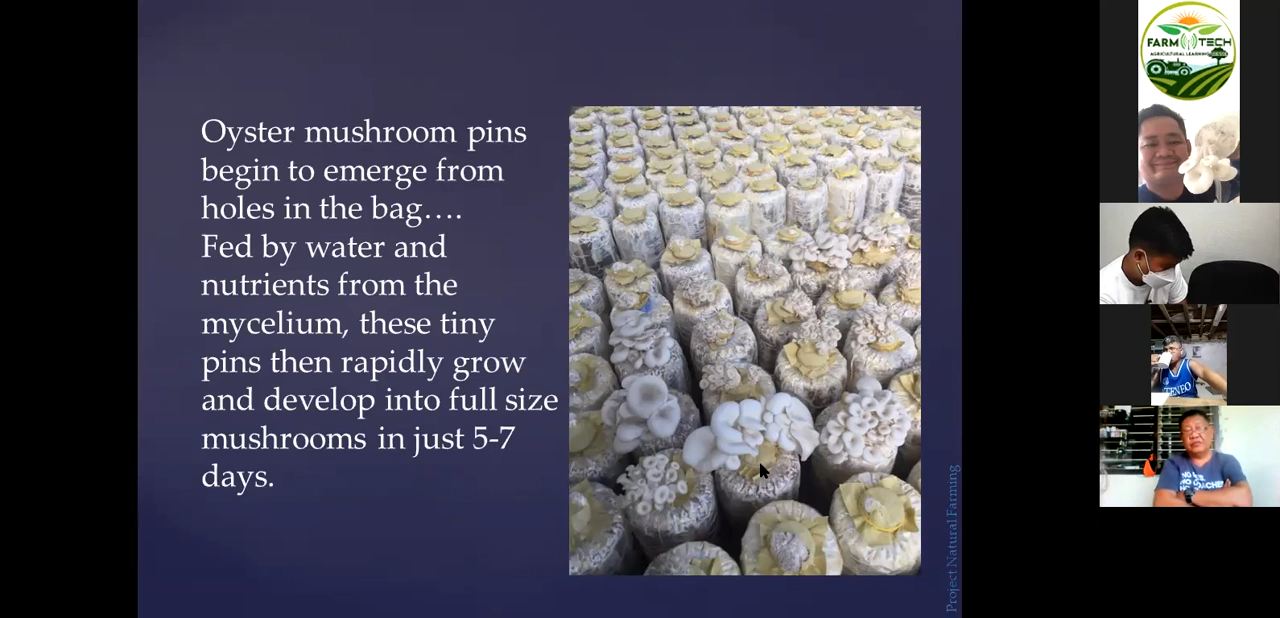 Oyster mushroom pins
begin to emerge from
holes in the bag….
Fed by water and
nutrients from the
mycelium, these tiny
pins then rapidly grow
and develop into full size
mushrooms in just 5-7
days.
Project Natural Farming
FARM TECH
AGRICULTURAL LEARNING